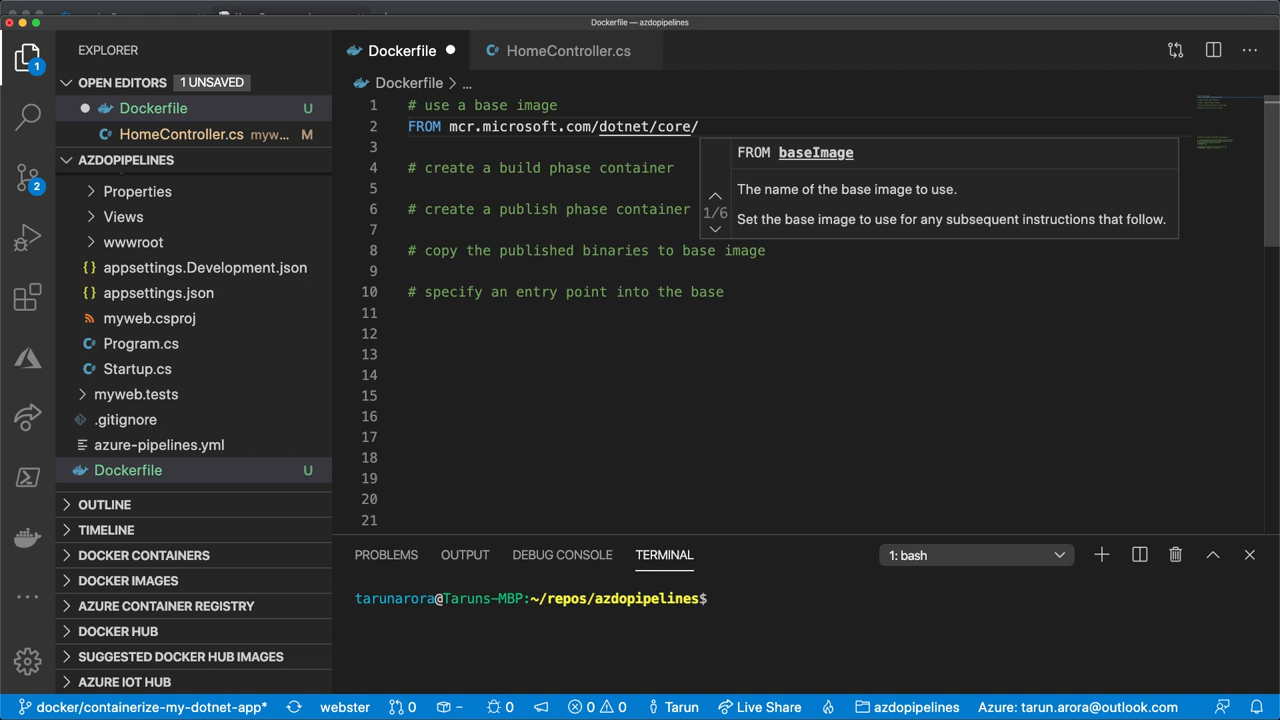 Dockerfile — azdopipelines
EXPLORER
OPEN EDITORS 1 UNSAVED
Dockerfile U
HomeController.cs myw... M
AZDOPIPELINES
Properties
Views
wwwroot
{} appsettings.Development.json
{} appsettings.json
myweb.csproj
Program.cs
Startup.cs
myweb.tests
.gitignore
azure-pipelines.yml
Dockerfile U
OUTLINE
TIMELINE
DOCKER CONTAINERS
DOCKER IMAGES
AZURE CONTAINER REGISTRY
DOCKER HUB
SUGGESTED DOCKER HUB IMAGES
AZURE IOT HUB
1
2
Dockerfile
HomeController.cs
Dockerfile > ...
1 # use a base image
2 FROM mcr.microsoft.com/dotnet/core/
3
4 # create a build phase container
5
6 # create a publish phase container
7
8 # copy the published binaries to base image
9
10 # specify an entry point into the base
11
12
13
14
15
16
17
18
19
20
21
FROM baseImage
The name of the base image to use.
1/6
Set the base image to use for any subsequent instructions that follow.
PROBLEMS OUTPUT DEBUG CONSOLE TERMINAL 1: bash
tarunarora@Taruns-MBP:~/repos/azdopipelines$
docker/containerize-my-dotnet-app* webster 0 – 0 0 0 Tarun Live Share azdopipelines Azure: tarun.arora@outlook.com